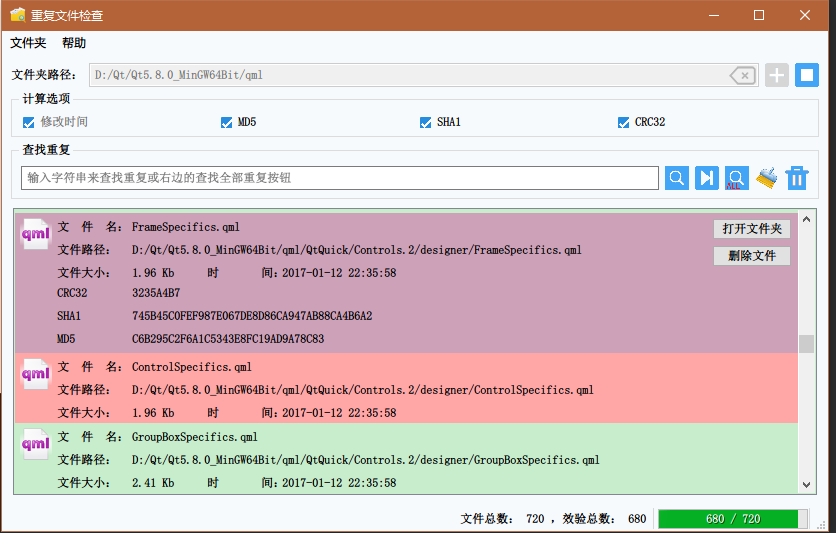 重复文件检查
文件夹 帮助
文件夹路径： D:/Qt/Qt5.8.0_MinGW64Bit/qml
计算选项
修改时间 MD5 SHA1 CRC32
查找重复
输入字符串来查找重复或右边的查找全部重复按钮
ALL
qml
文 件 名： FrameSpecifics.qml
打开文件夹
文件路径： D:/Qt/Qt5.8.0_MinGW64Bit/qml/QtQuick/Controls.2/designer/FrameSpecifics.qml
删除文件
文件大小： 1.96 Kb 时 间：2017-01-12 22:35:58
CRC32 3235A4B7
SHA1 745B45C0FEF987E067DE8D86CA947AB88CA4B6A2
MD5 C6B295C2F6A1C5343E8FC19AD9A78C83
qml
文 件 名： ControlSpecifics.qml
文件路径： D:/Qt/Qt5.8.0_MinGW64Bit/qml/QtQuick/Controls.2/designer/ControlSpecifics.qml
文件大小： 1.96 Kb 时 间：2017-01-12 22:35:58
qml
文 件 名： GroupBoxSpecifics.qml
文件路径： D:/Qt/Qt5.8.0_MinGW64Bit/qml/QtQuick/Controls.2/designer/GroupBoxSpecifics.qml
文件大小： 2.41 Kb 时 间：2017-01-12 22:35:58
文件总数： 720 ，效验总数： 680 680 / 720